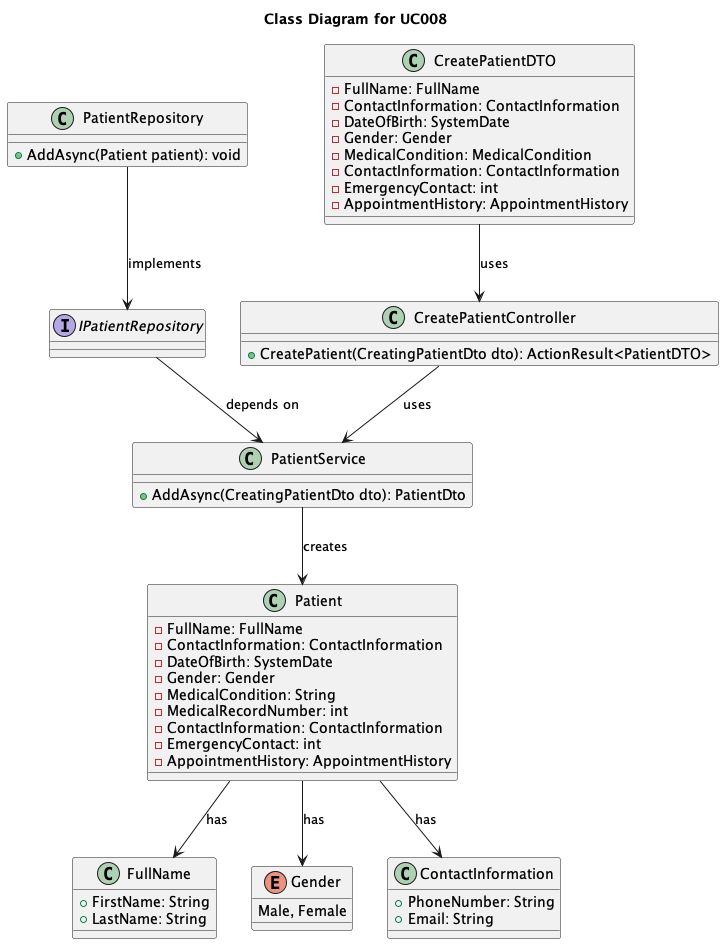 Class Diagram for UC008
C CreatePatientDTO
FullName: FullName
ContactInformation: ContactInformation
DateOfBirth: SystemDate
Gender: Gender
MedicalCondition: MedicalCondition
ContactInformation: ContactInformation
EmergencyContact: int
AppointmentHistory: AppointmentHistory
C PatientRepository
AddAsync(Patient patient): void
implements
uses
I IPatientRepository
C CreatePatientController
CreatePatient(CreatingPatientDto dto): ActionResult<PatientDTO>
depends on
uses
C PatientService
AddAsync(CreatingPatientDto dto): PatientDto
creates
C Patient
FullName: FullName
ContactInformation: ContactInformation
DateOfBirth: SystemDate
Gender: Gender
MedicalCondition: String
MedicalRecordNumber: int
ContactInformation: ContactInformation
EmergencyContact: int
AppointmentHistory: AppointmentHistory
has
has
has
C FullName
FirstName: String
LastName: String
E Gender
Male, Female
C ContactInformation
PhoneNumber: String
Email: String